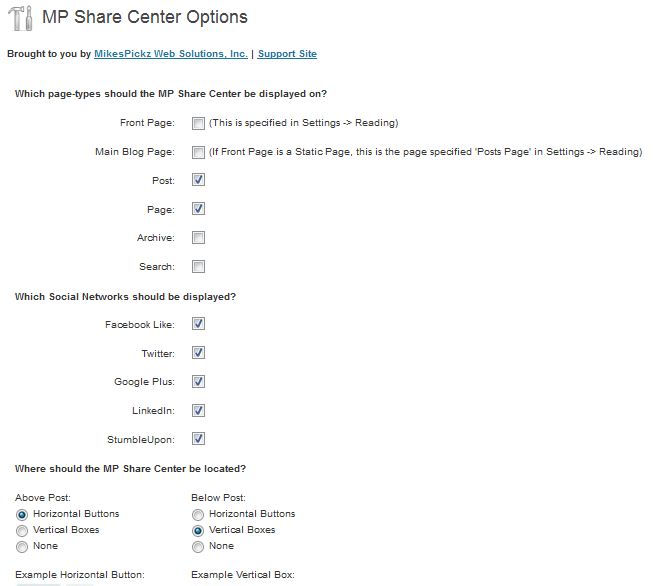 MP Share Center Options
Brought to you by MikesPickz Web Solutions, Inc. | Support Site
Which page-types should the MP Share Center be displayed on?
Front Page: (This is specified in Settings -> Reading)
Main Blog Page: (If Front Page is a Static Page, this is the page specified 'Posts Page' in Settings -> Reading)
Post:
Page:
Archive:
Search:
Which Social Networks should be displayed?
Facebook Like:
Twitter:
Google Plus:
LinkedIn:
StumbleUpon:
Where should the MP Share Center be located?
Above Post: Below Post:
Horizontal Buttons Horizontal Buttons
Vertical Boxes Vertical Boxes
None None
Example Horizontal Button: Example Vertical Box: